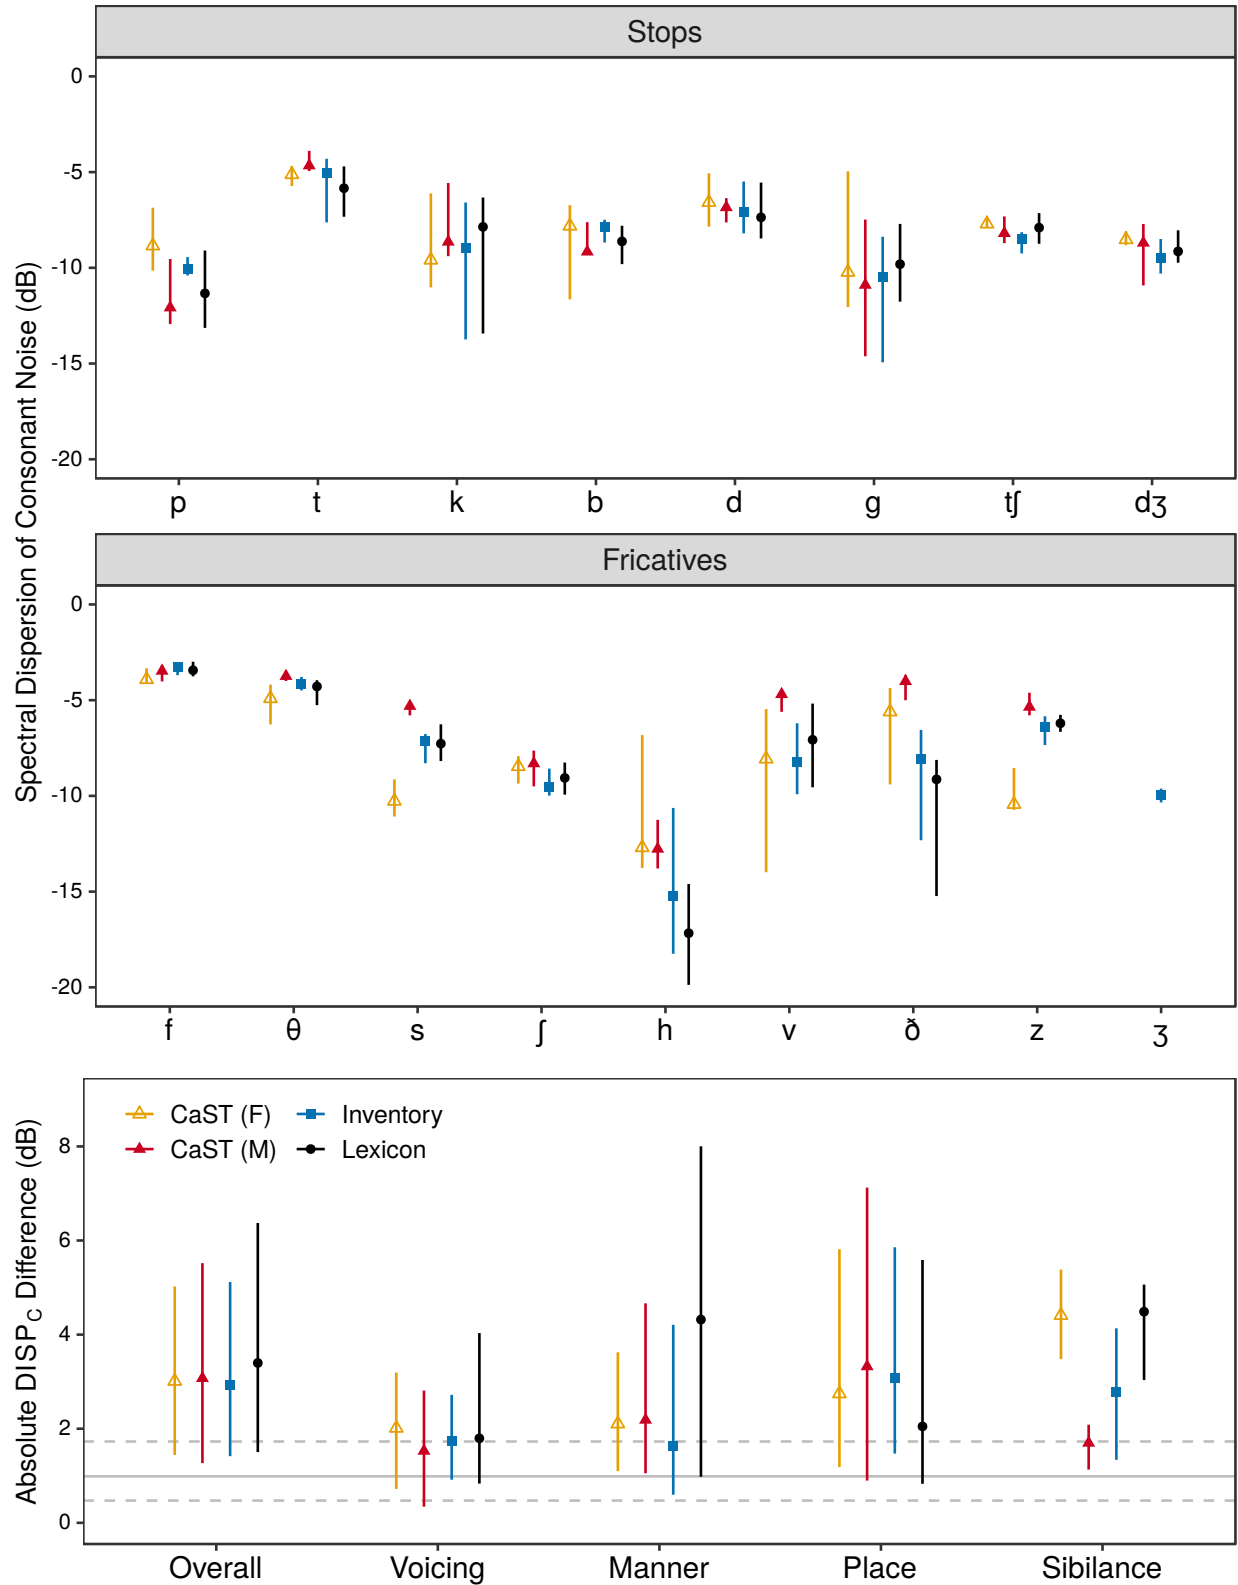 Stops
Spectral Dispersion of Consonant Noise (dB)
0
-5
-10
-15
-20
p t k b d g tʃ dʒ
Fricatives
0
-5
-10
-15
-20
f θ s ʃ h v ð z ʒ
Absolute DISPC Difference (dB)
CaST (F) Inventory
CaST (M) Lexicon
8
6
4
2
0
Overall Voicing Manner Place Sibilance